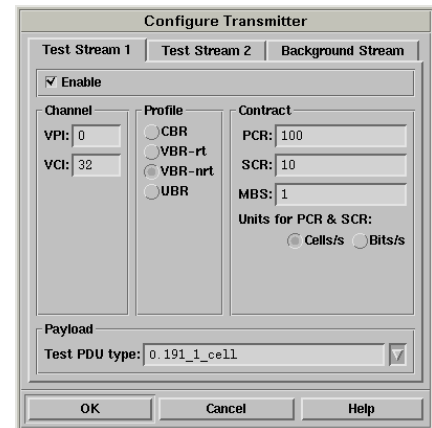 Configure Transmitter
Test Stream 1 Test Stream 2 Background Stream
Enable
Channel
VPI: 0
VCI: 32
Profile
CBR
VBR-rt
VBR-nrt
UBR
Contract
PCR: 100
SCR: 10
MBS: 1
Units for PCR & SCR:
Cells/s Bits/s
Payload
Test PDU type: 0.191_1_cell
OK Cancel Help